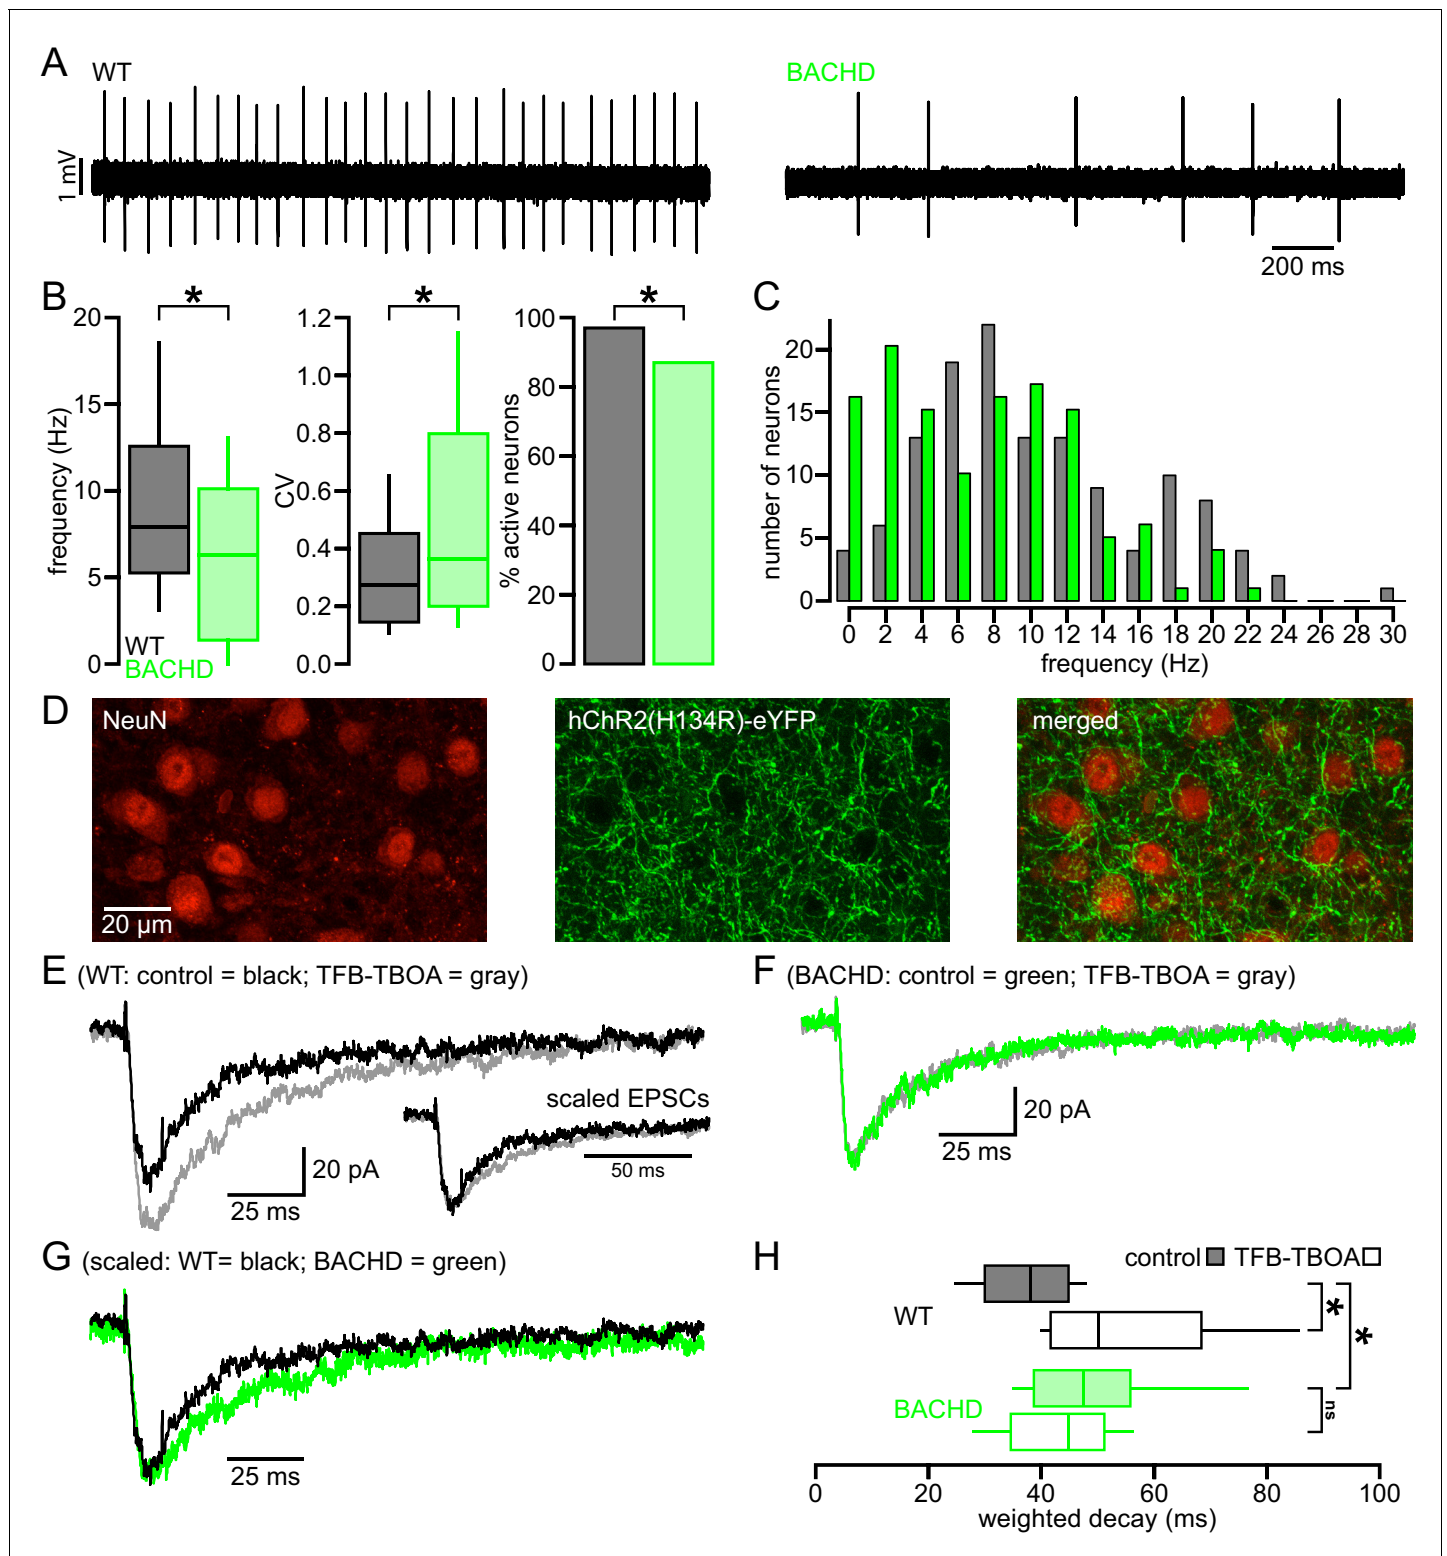 A
WT
BACHD
1 mV
200 ms
B
*
*
*
20
15
10
5
0
frequency (Hz)
WT
BACHD
1.2
1.0
0.8
0.6
0.4
0.2
0.0
CV
100
80
60
40
20
0
% active neurons
C
20
15
10
5
0
number of neurons
0 2 4 6 8 10 12 14 16 18 20 22 24 26 28 30
frequency (Hz)
D
NeuN
hChR2(H134R)-eYFP
merged
20 µm
E (WT: control = black; TFB-TBOA = gray)
20 pA
25 ms
scaled EPSCs
50 ms
F (BACHD: control = green; TFB-TBOA = gray)
20 pA
25 ms
G (scaled: WT= black; BACHD = green)
25 ms
H
control TFB-TBOA
WT
BACHD
*
*
ns
0 20 40 60 80 100
weighted decay (ms)